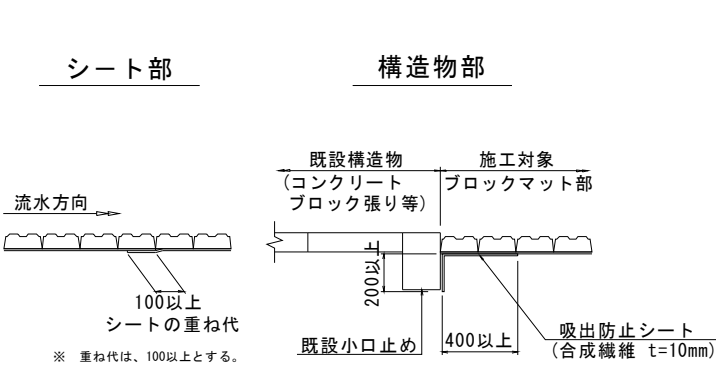 シート部
構造物部
既設構造物
施工対象
(コンクリート
ブロック張り等)
ブロックマット部
流水方向
200以上
100以上
シートの重ね代
※ 重ね代は、100以上とする。
既設小口止め
400以上
吸出防止シート
(合成繊維 t=10mm)